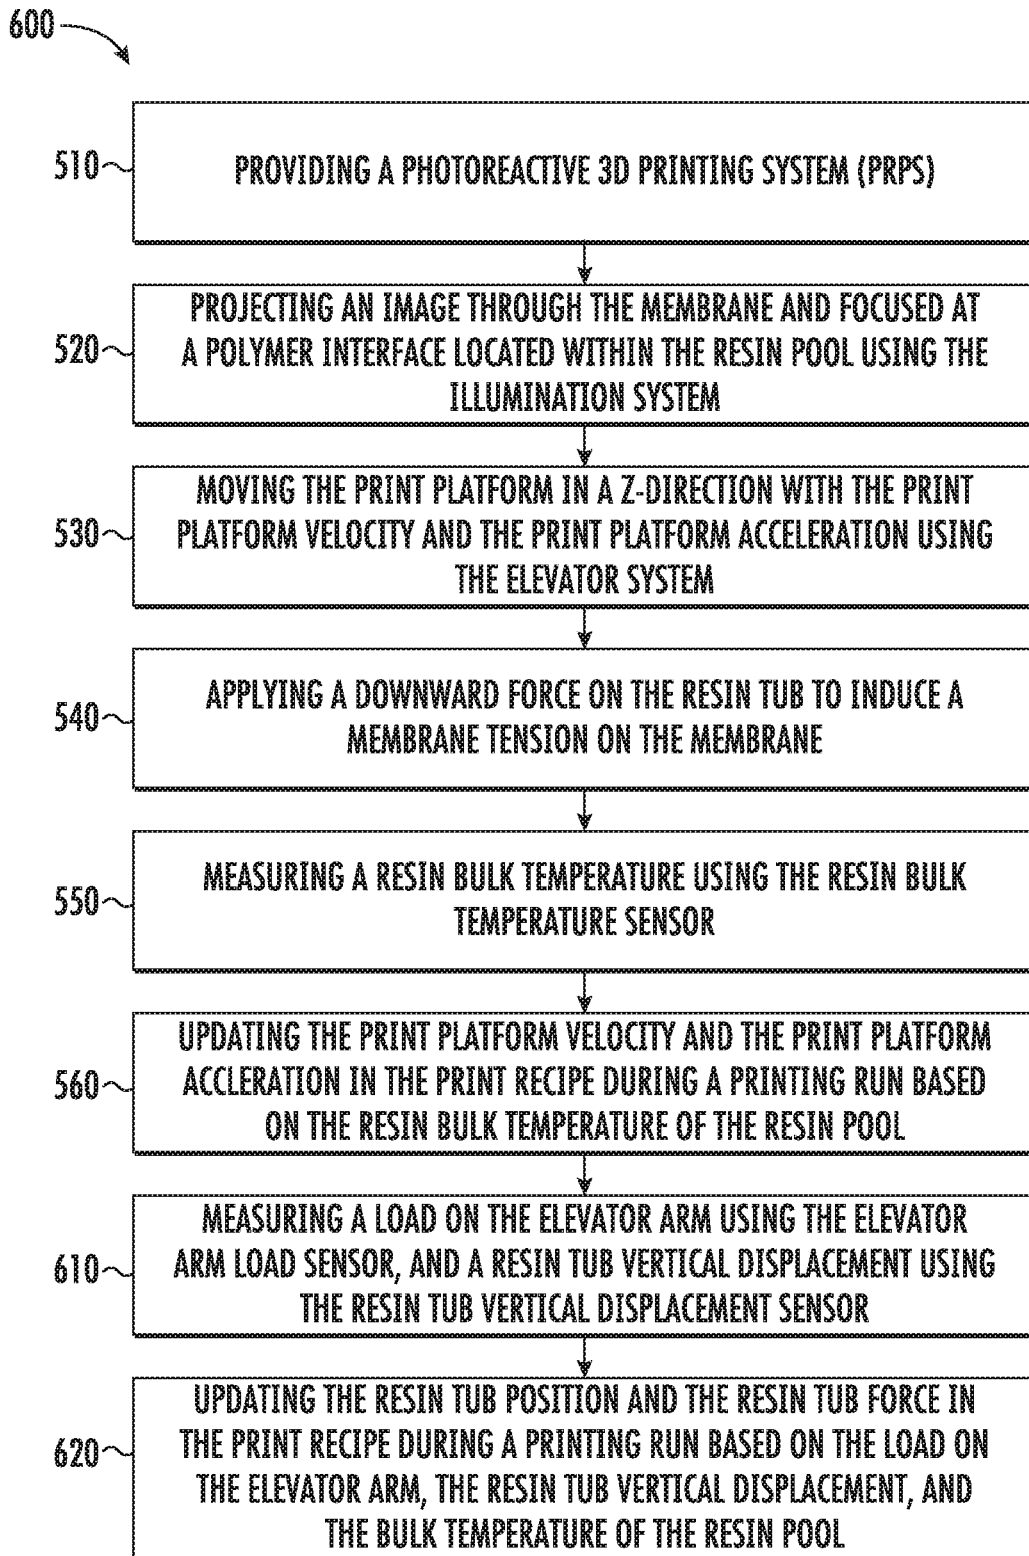 600
510
PROVIDING A PHOTOREACTIVE 3D PRINTING SYSTEM (PRPS)
520
PROJECTING AN IMAGE THROUGH THE MEMBRANE AND FOCUSED AT
A POLYMER INTERFACE LOCATED WITHIN THE RESIN POOL USING THE
ILLUMINATION SYSTEM
530
MOVING THE PRINT PLATFORM IN A Z-DIRECTION WITH THE PRINT
PLATFORM VELOCITY AND THE PRINT PLATFORM ACCELERATION USING
THE ELEVATOR SYSTEM
540
APPLYING A DOWNWARD FORCE ON THE RESIN TUB TO INDUCE A
MEMBRANE TENSION ON THE MEMBRANE
550
MEASURING A RESIN BULK TEMPERATURE USING THE RESIN BULK
TEMPERATURE SENSOR
560
UPDATING THE PRINT PLATFORM VELOCITY AND THE PRINT PLATFORM
ACCLERATION IN THE PRINT RECIPE DURING A PRINTING RUN BASED
ON THE RESIN BULK TEMPERATURE OF THE RESIN POOL
610
MEASURING A LOAD ON THE ELEVATOR ARM USING THE ELEVATOR
ARM LOAD SENSOR, AND A RESIN TUB VERTICAL DISPLACEMENT USING
THE RESIN TUB VERTICAL DISPLACEMENT SENSOR
620
UPDATING THE RESIN TUB POSITION AND THE RESIN TUB FORCE IN
THE PRINT RECIPE DURING A PRINTING RUN BASED ON THE LOAD ON
THE ELEVATOR ARM, THE RESIN TUB VERTICAL DISPLACEMENT, AND
THE BULK TEMPERATURE OF THE RESIN POOL